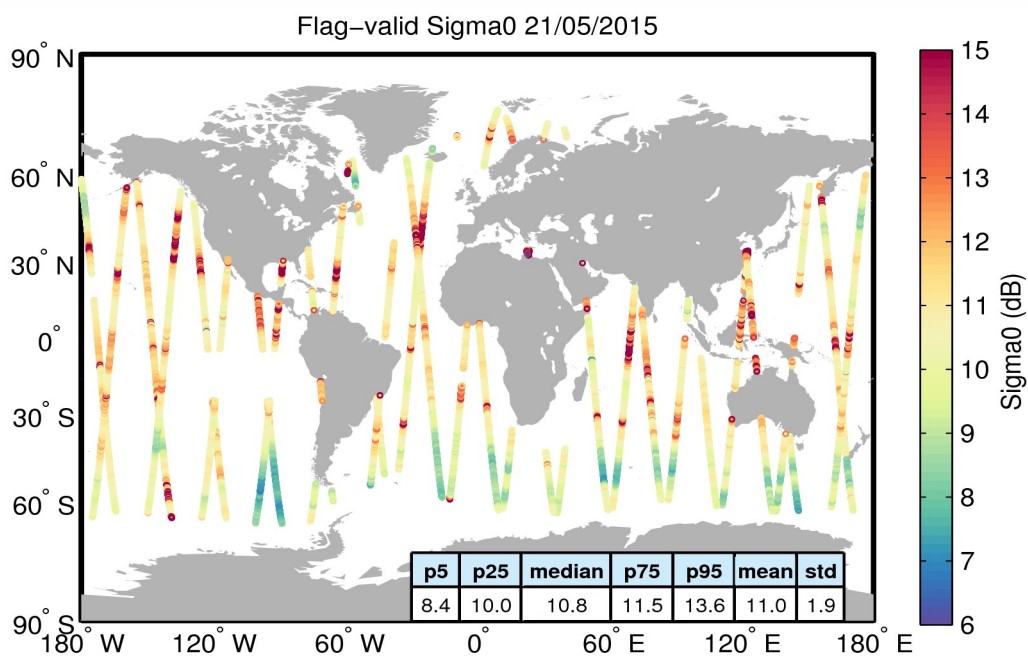 Flag−valid Sigma0 21/05/2015
90° N
60° N
30° N
0°
30° S
60° S
90° S
180° W
120° W
60° W
0°
60° E
120° E
180° E
15
14
13
12
11
10
9
8
7
6
Sigma0 (dB)
p5 p25 median p75 p95 mean std
8.4 10.0 10.8 11.5 13.6 11.0 1.9